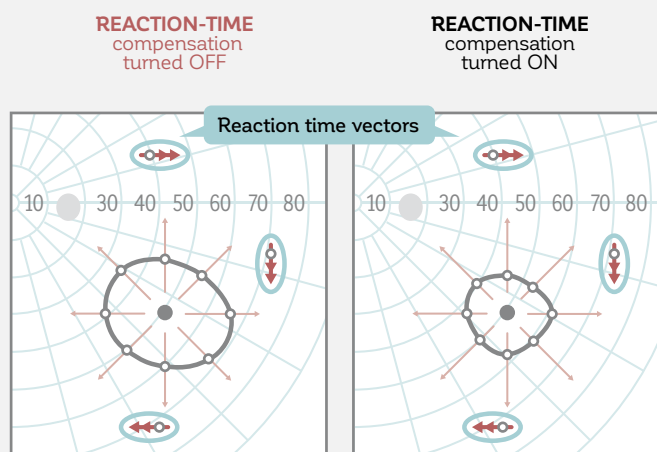 REACTION-TIME
compensation
turned OFF
REACTION-TIME
compensation
turned ON
Reaction time vectors
10 30 40 50 60 70 80
10 30 40 50 60 70 80